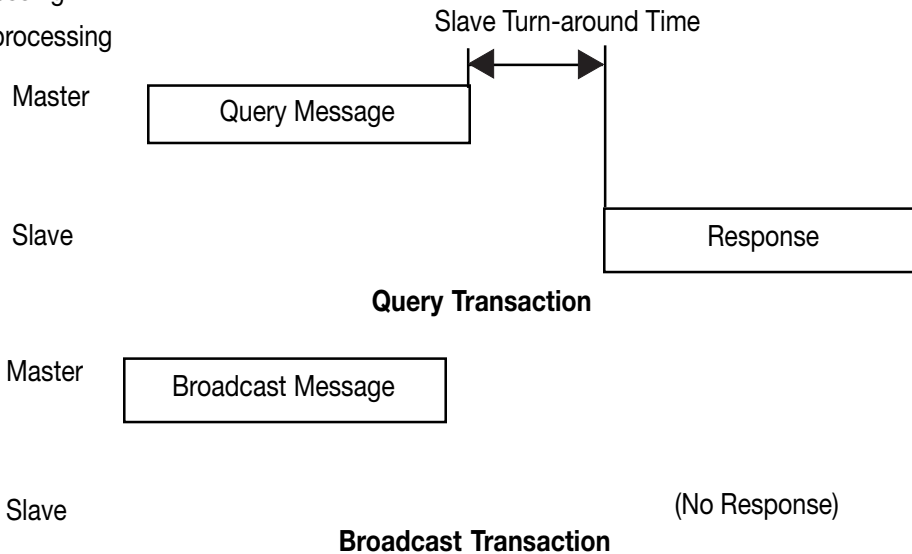 processing
Slave Turn-around Time
Master
Query Message
Slave
Response
Query Transaction
Master
Broadcast Message
Slave
(No Response)
Broadcast Transaction